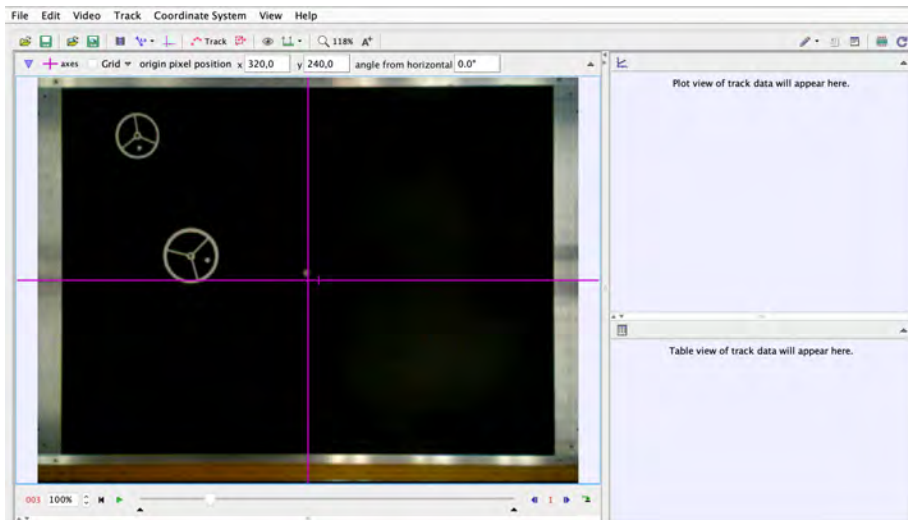 File Edit Video Track Coordinate System View Help
Track 118% A+
axes Grid origin pixel position x 320,0 y 240,0 angle from horizontal 0.0°
Plot view of track data will appear here.
Table view of track data will appear here.
003 100%